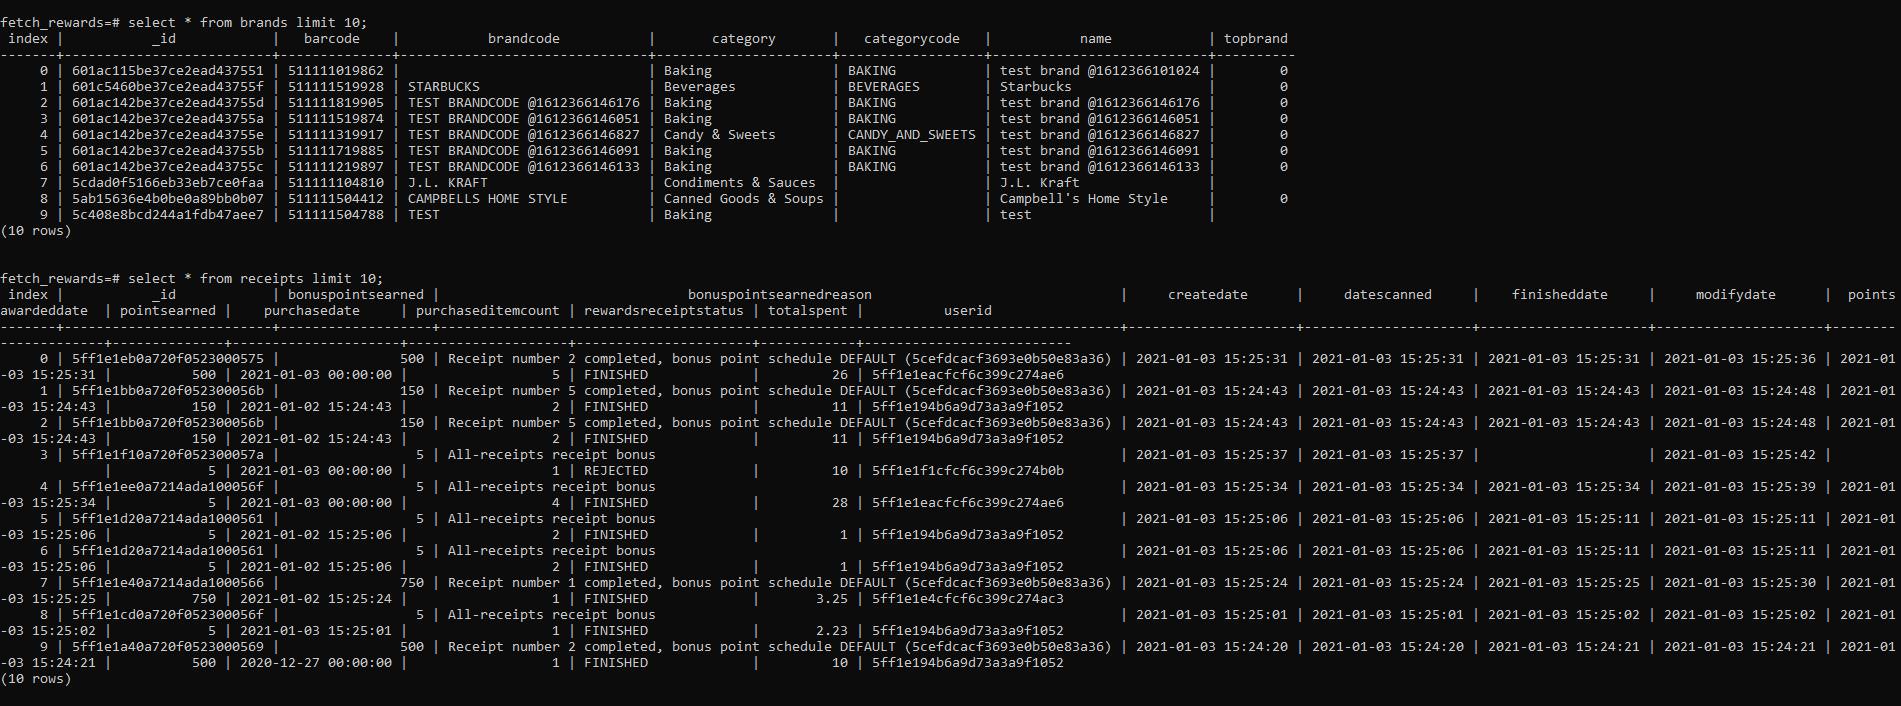 fetch_rewards=# select * from brands limit 10;
 index |           _id            |   barcode    |           brandcode           |       category       |   categorycode   |           name            | topbrand
-------+--------------------------+--------------+-------------------------------+----------------------+------------------+---------------------------+----------
     0 | 601ac115be37ce2ead437551 | 511111019862 |                               | Baking               | BAKING           | test brand @1612366101024 |        0
     1 | 601c5460be37ce2ead43755f | 511111519928 | STARBUCKS                     | Beverages            | BEVERAGES        | Starbucks                 |        0
     2 | 601ac142be37ce2ead43755d | 511111819905 | TEST BRANDCODE @1612366146176 | Baking               | BAKING           | test brand @1612366146176 |        0
     3 | 601ac142be37ce2ead43755a | 511111519874 | TEST BRANDCODE @1612366146051 | Baking               | BAKING           | test brand @1612366146051 |        0
     4 | 601ac142be37ce2ead43755e | 511111319917 | TEST BRANDCODE @1612366146827 | Candy & Sweets       | CANDY_AND_SWEETS | test brand @1612366146827 |        0
     5 | 601ac142be37ce2ead43755b | 511111719885 | TEST BRANDCODE @1612366146091 | Baking               | BAKING           | test brand @1612366146091 |        0
     6 | 601ac142be37ce2ead43755c | 511111219897 | TEST BRANDCODE @1612366146133 | Baking               | BAKING           | test brand @1612366146133 |        0
     7 | 5cdad0f5166eb33eb7ce0faa | 511111104810 | J.L. KRAFT                    | Condiments & Sauces  |                  | J.L. Kraft                |
     8 | 5ab15636e4b0be0a89bb0b07 | 511111504412 | CAMPBELLS HOME STYLE          | Canned Goods & Soups |                  | Campbell's Home Style     |        0
     9 | 5c408e8bcd244a1fdb47aee7 | 511111504788 | TEST                          | Baking               |                  | test                      |
(10 rows)
fetch_rewards=# select * from receipts limit 10;
 index |           _id            | bonuspointsearned |                               bonuspointsearnedreason                               |     createdate      |     datescanned     |    finisheddate     |     modifydate      |  points
awardeddate  | pointsearned |    purchasedate     | purchaseditemcount | rewardsreceiptstatus | totalspent |          userid
-------+--------------------------+-------------------+-------------------------------------------------------------------------------------+---------------------+---------------------+---------------------+---------------------+--------
-------------+--------------+---------------------+--------------------+----------------------+------------+--------------------------
     0 | 5ff1e1eb0a720f0523000575 |               500 | Receipt number 2 completed, bonus point schedule DEFAULT (5cefdcacf3693e0b50e83a36) | 2021-01-03 15:25:31 | 2021-01-03 15:25:31 | 2021-01-03 15:25:31 | 2021-01-03 15:25:36 | 2021-01
-03 15:25:31 |          500 | 2021-01-03 00:00:00 |                  5 | FINISHED             |         26 | 5ff1e1eacfcf6c399c274ae6
     1 | 5ff1e1bb0a720f052300056b |               150 | Receipt number 5 completed, bonus point schedule DEFAULT (5cefdcacf3693e0b50e83a36) | 2021-01-03 15:24:43 | 2021-01-03 15:24:43 | 2021-01-03 15:24:43 | 2021-01-03 15:24:48 | 2021-01
-03 15:24:43 |          150 | 2021-01-02 15:24:43 |                  2 | FINISHED             |         11 | 5ff1e194b6a9d73a3a9f1052
     2 | 5ff1e1bb0a720f052300056b |               150 | Receipt number 5 completed, bonus point schedule DEFAULT (5cefdcacf3693e0b50e83a36) | 2021-01-03 15:24:43 | 2021-01-03 15:24:43 | 2021-01-03 15:24:43 | 2021-01-03 15:24:48 | 2021-01
-03 15:24:43 |          150 | 2021-01-02 15:24:43 |                  2 | FINISHED             |         11 | 5ff1e194b6a9d73a3a9f1052
     3 | 5ff1e1f10a720f052300057a |                 5 | All-receipts receipt bonus                                                          | 2021-01-03 15:25:37 | 2021-01-03 15:25:37 |                     | 2021-01-03 15:25:42 |
             |            5 | 2021-01-03 00:00:00 |                  1 | REJECTED             |         10 | 5ff1e1f1cfcf6c399c274b0b
     4 | 5ff1e1ee0a7214ada100056f |                 5 | All-receipts receipt bonus                                                          | 2021-01-03 15:25:34 | 2021-01-03 15:25:34 | 2021-01-03 15:25:34 | 2021-01-03 15:25:39 | 2021-01
-03 15:25:34 |            5 | 2021-01-03 00:00:00 |                  4 | FINISHED             |         28 | 5ff1e1eacfcf6c399c274ae6
     5 | 5ff1e1d20a7214ada1000561 |                 5 | All-receipts receipt bonus                                                          | 2021-01-03 15:25:06 | 2021-01-03 15:25:06 | 2021-01-03 15:25:11 | 2021-01-03 15:25:11 | 2021-01
-03 15:25:06 |            5 | 2021-01-02 15:25:06 |                  2 | FINISHED             |          1 | 5ff1e194b6a9d73a3a9f1052
     6 | 5ff1e1d20a7214ada1000561 |                 5 | All-receipts receipt bonus                                                          | 2021-01-03 15:25:06 | 2021-01-03 15:25:06 | 2021-01-03 15:25:11 | 2021-01-03 15:25:11 | 2021-01
-03 15:25:06 |            5 | 2021-01-02 15:25:06 |                  2 | FINISHED             |          1 | 5ff1e194b6a9d73a3a9f1052
     7 | 5ff1e1e40a7214ada1000566 |               750 | Receipt number 1 completed, bonus point schedule DEFAULT (5cefdcacf3693e0b50e83a36) | 2021-01-03 15:25:24 | 2021-01-03 15:25:24 | 2021-01-03 15:25:25 | 2021-01-03 15:25:30 | 2021-01
-03 15:25:25 |          750 | 2021-01-02 15:25:24 |                  1 | FINISHED             |       3.25 | 5ff1e1e4cfcf6c399c274ac3
     8 | 5ff1e1cd0a720f052300056f |                 5 | All-receipts receipt bonus                                                          | 2021-01-03 15:25:01 | 2021-01-03 15:25:01 | 2021-01-03 15:25:02 | 2021-01-03 15:25:02 | 2021-01
-03 15:25:02 |            5 | 2021-01-03 15:25:01 |                  1 | FINISHED             |       2.23 | 5ff1e194b6a9d73a3a9f1052
     9 | 5ff1e1a40a720f0523000569 |               500 | Receipt number 2 completed, bonus point schedule DEFAULT (5cefdcacf3693e0b50e83a36) | 2021-01-03 15:24:20 | 2021-01-03 15:24:20 | 2021-01-03 15:24:21 | 2021-01-03 15:24:21 | 2021-01
-03 15:24:21 |          500 | 2020-12-27 00:00:00 |                  1 | FINISHED             |         10 | 5ff1e194b6a9d73a3a9f1052
(10 rows)